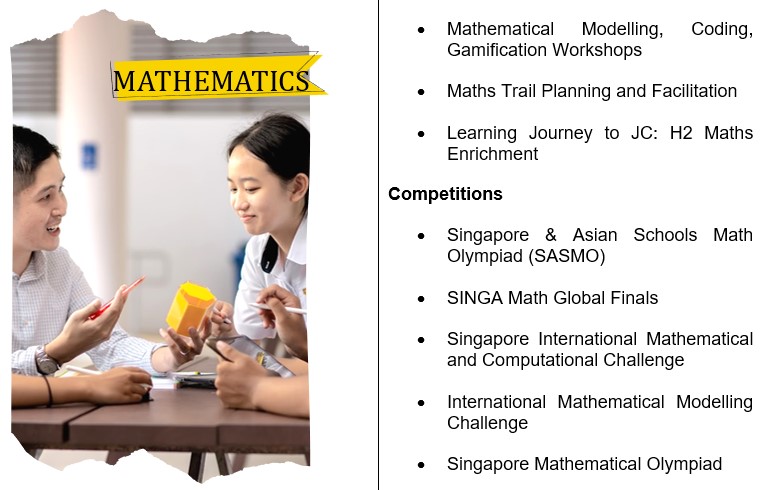 MATHEMATICS
• Mathematical Modelling, Coding,
Gamification Workshops
• Maths Trail Planning and Facilitation
• Learning Journey to JC: H2 Maths
Enrichment
Competitions
• Singapore & Asian Schools Math
Olympiad (SASMO)
• SINGA Math Global Finals
• Singapore International Mathematical
and Computational Challenge
• International Mathematical Modelling
Challenge
• Singapore Mathematical Olympiad